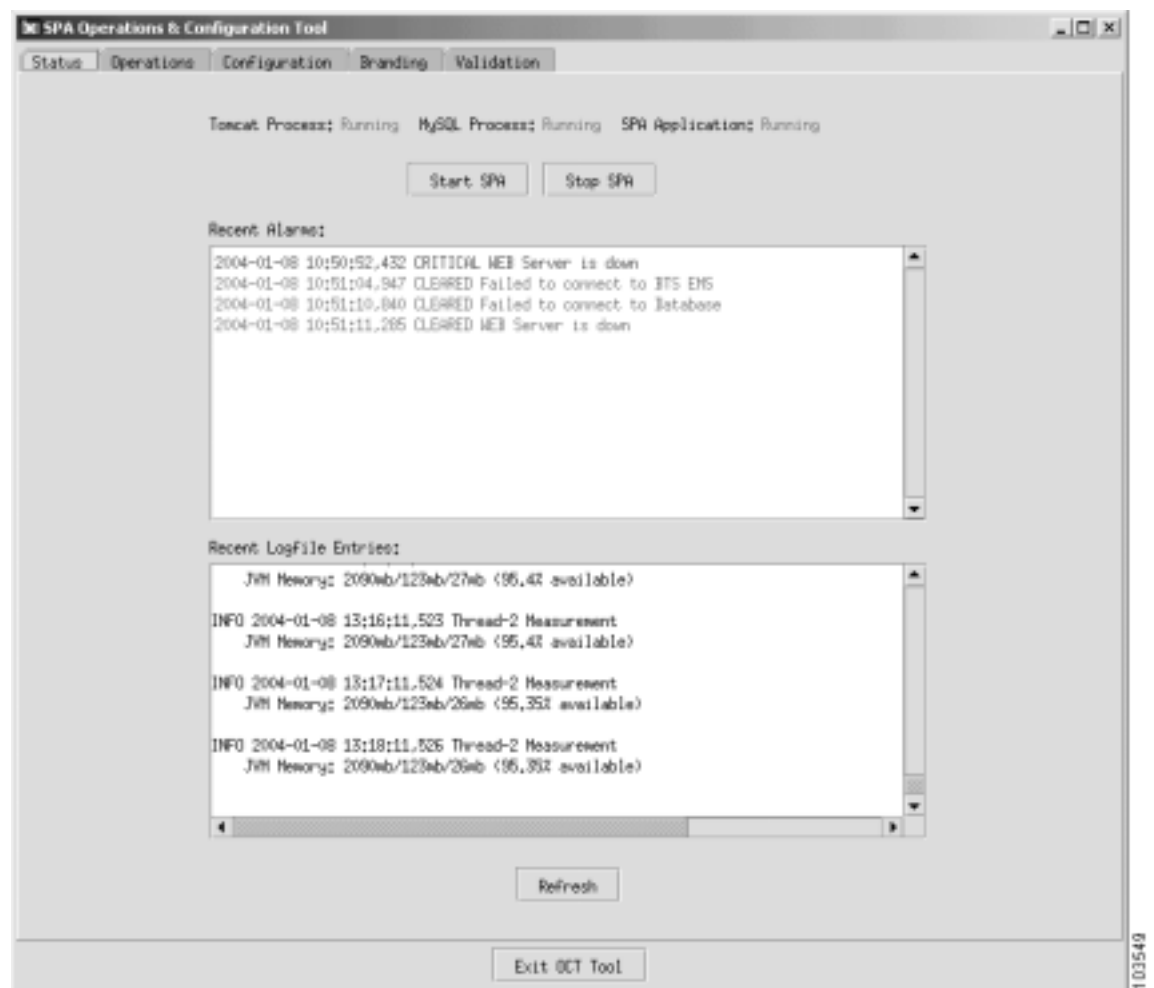 SPA Operations & Configuration Tool
Status Operations Configuration Branding Validation
Tomcat Process: Running MySQL Process: Running SPA Application: Running
Start SPA Stop SPA
Recent Alarms:
2004-01-08 10:50:52,432 CRITICAL WEB Server is down
2004-01-08 10:51:04,947 CLEARED Failed to connect to BTS EMS
2004-01-08 10:51:10,840 CLEARED Failed to connect to Database
2004-01-08 10:51:11,285 CLEARED WEB Server is down
Recent Logfile Entries:
JVM Memory: 2090mb/123mb/27mb (95.4% available)
INFO 2004-01-08 13:16:11,523 Thread-2 Measurement
JVM Memory: 2090mb/123mb/27mb (95.4% available)
INFO 2004-01-08 13:17:11,524 Thread-2 Measurement
JVM Memory: 2090mb/123mb/26mb (95.35% available)
INFO 2004-01-08 13:18:11,526 Thread-2 Measurement
JVM Memory: 2090mb/123mb/26mb (95.35% available)
Refresh
Exit OCT Tool
103549